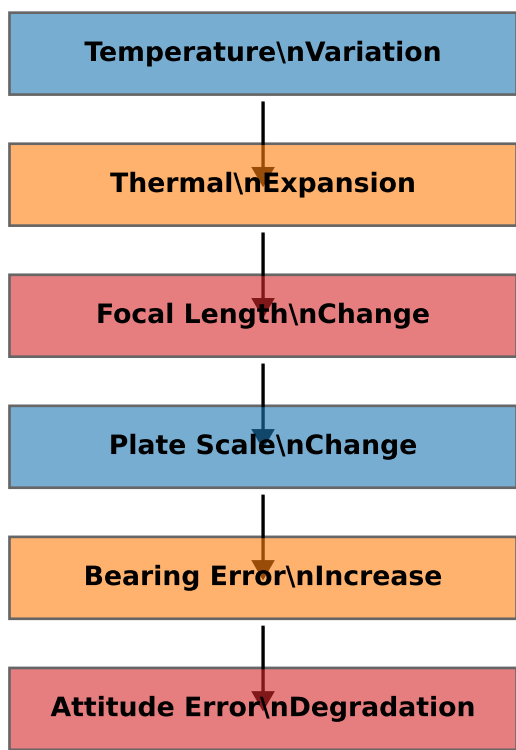 Temperature\nVariation
Thermal\nExpansion
Focal Length\nChange
Plate Scale\nChange
Bearing Error\nIncrease
Attitude Error\nDegradation